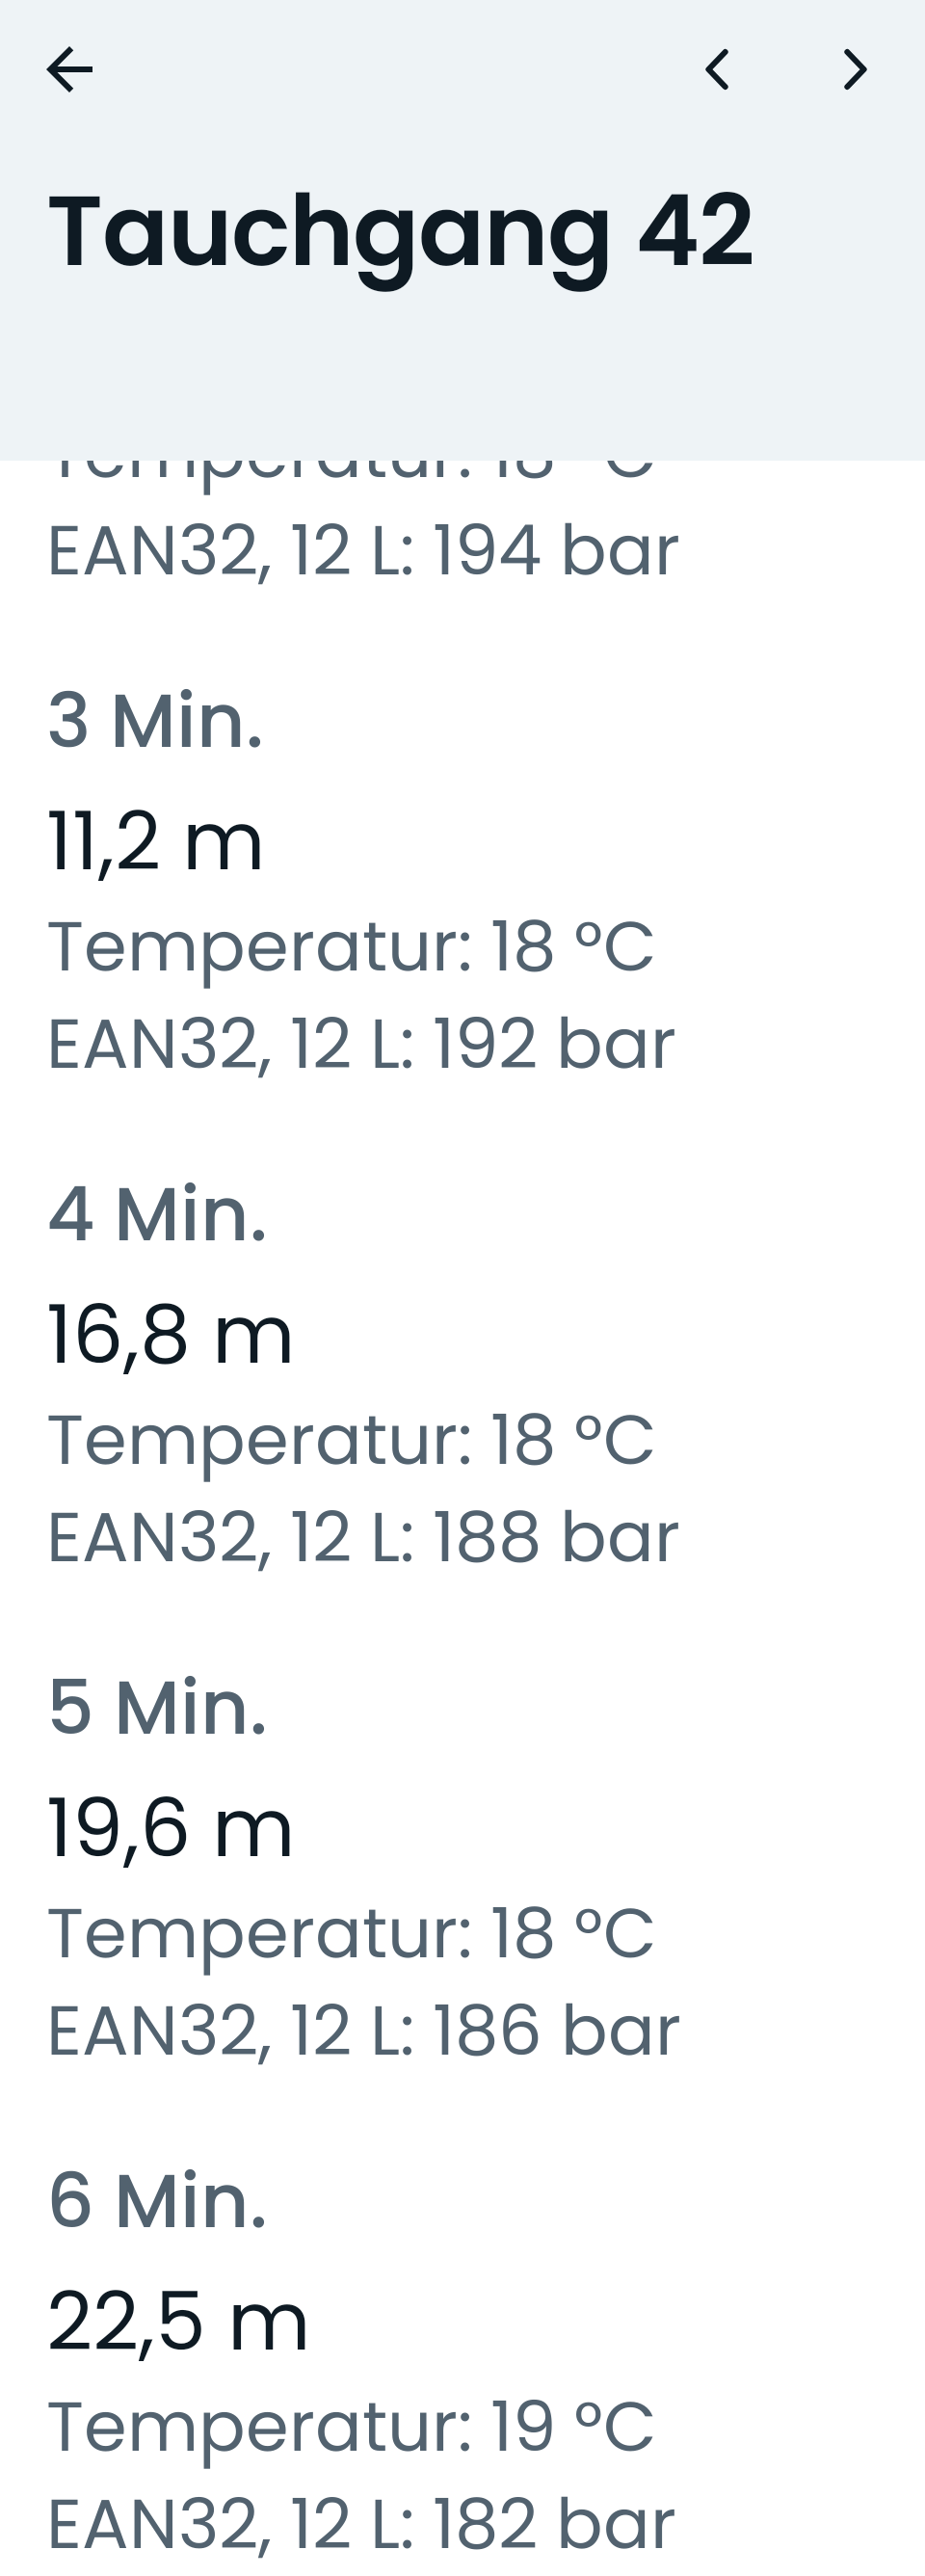 Tauchgang 42
Temperatur: 18 °C
EAN32, 12 L: 194 bar
3 Min.
11,2 m
Temperatur: 18 °C
EAN32, 12 L: 192 bar
4 Min.
16,8 m
Temperatur: 18 °C
EAN32, 12 L: 188 bar
5 Min.
19,6 m
Temperatur: 18 °C
EAN32, 12 L: 186 bar
6 Min.
22,5 m
Temperatur: 19 °C
EAN32, 12 L: 182 bar